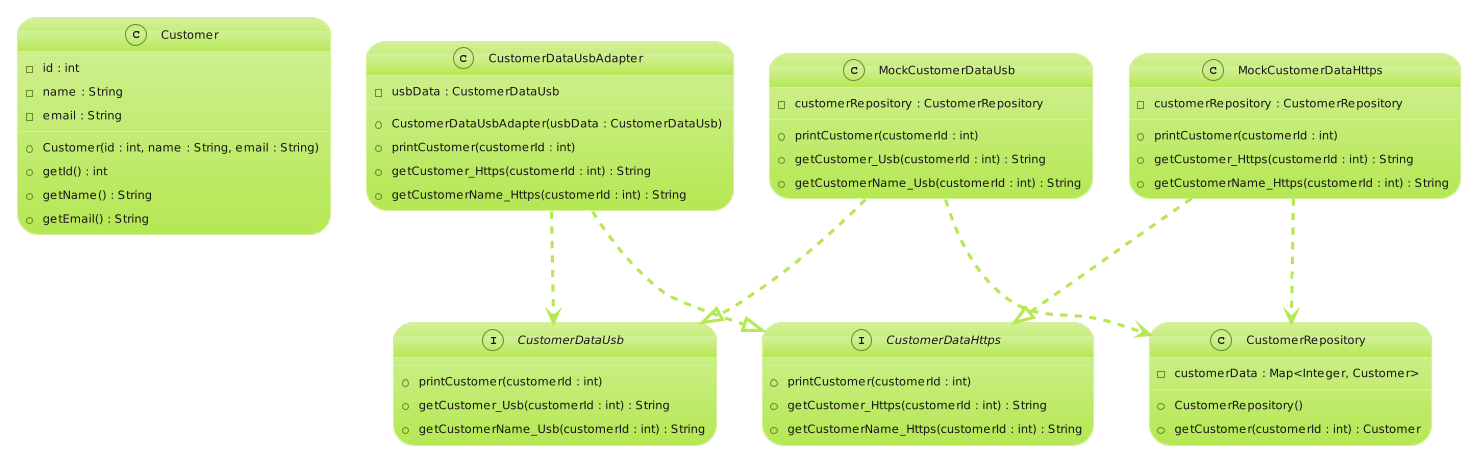 C Customer
id : int
name : String
email : String
Customer(id : int, name : String, email : String)
getId() : int
getName() : String
getEmail() : String
C CustomerDataUsbAdapter
usbData : CustomerDataUsb
CustomerDataUsbAdapter(usbData : CustomerDataUsb)
printCustomer(customerId : int)
getCustomer_Https(customerId : int) : String
getCustomerName_Https(customerId : int) : String
C MockCustomerDataUsb
customerRepository : CustomerRepository
printCustomer(customerId : int)
getCustomer_Usb(customerId : int) : String
getCustomerName_Usb(customerId : int) : String
C MockCustomerDataHttps
customerRepository : CustomerRepository
printCustomer(customerId : int)
getCustomer_Https(customerId : int) : String
getCustomerName_Https(customerId : int) : String
I CustomerDataUsb
printCustomer(customerId : int)
getCustomer_Usb(customerId : int) : String
getCustomerName_Usb(customerId : int) : String
I CustomerDataHttps
printCustomer(customerId : int)
getCustomer_Https(customerId : int) : String
getCustomerName_Https(customerId : int) : String
C CustomerRepository
customerData : Map<Integer, Customer>
CustomerRepository()
getCustomer(customerId : int) : Customer